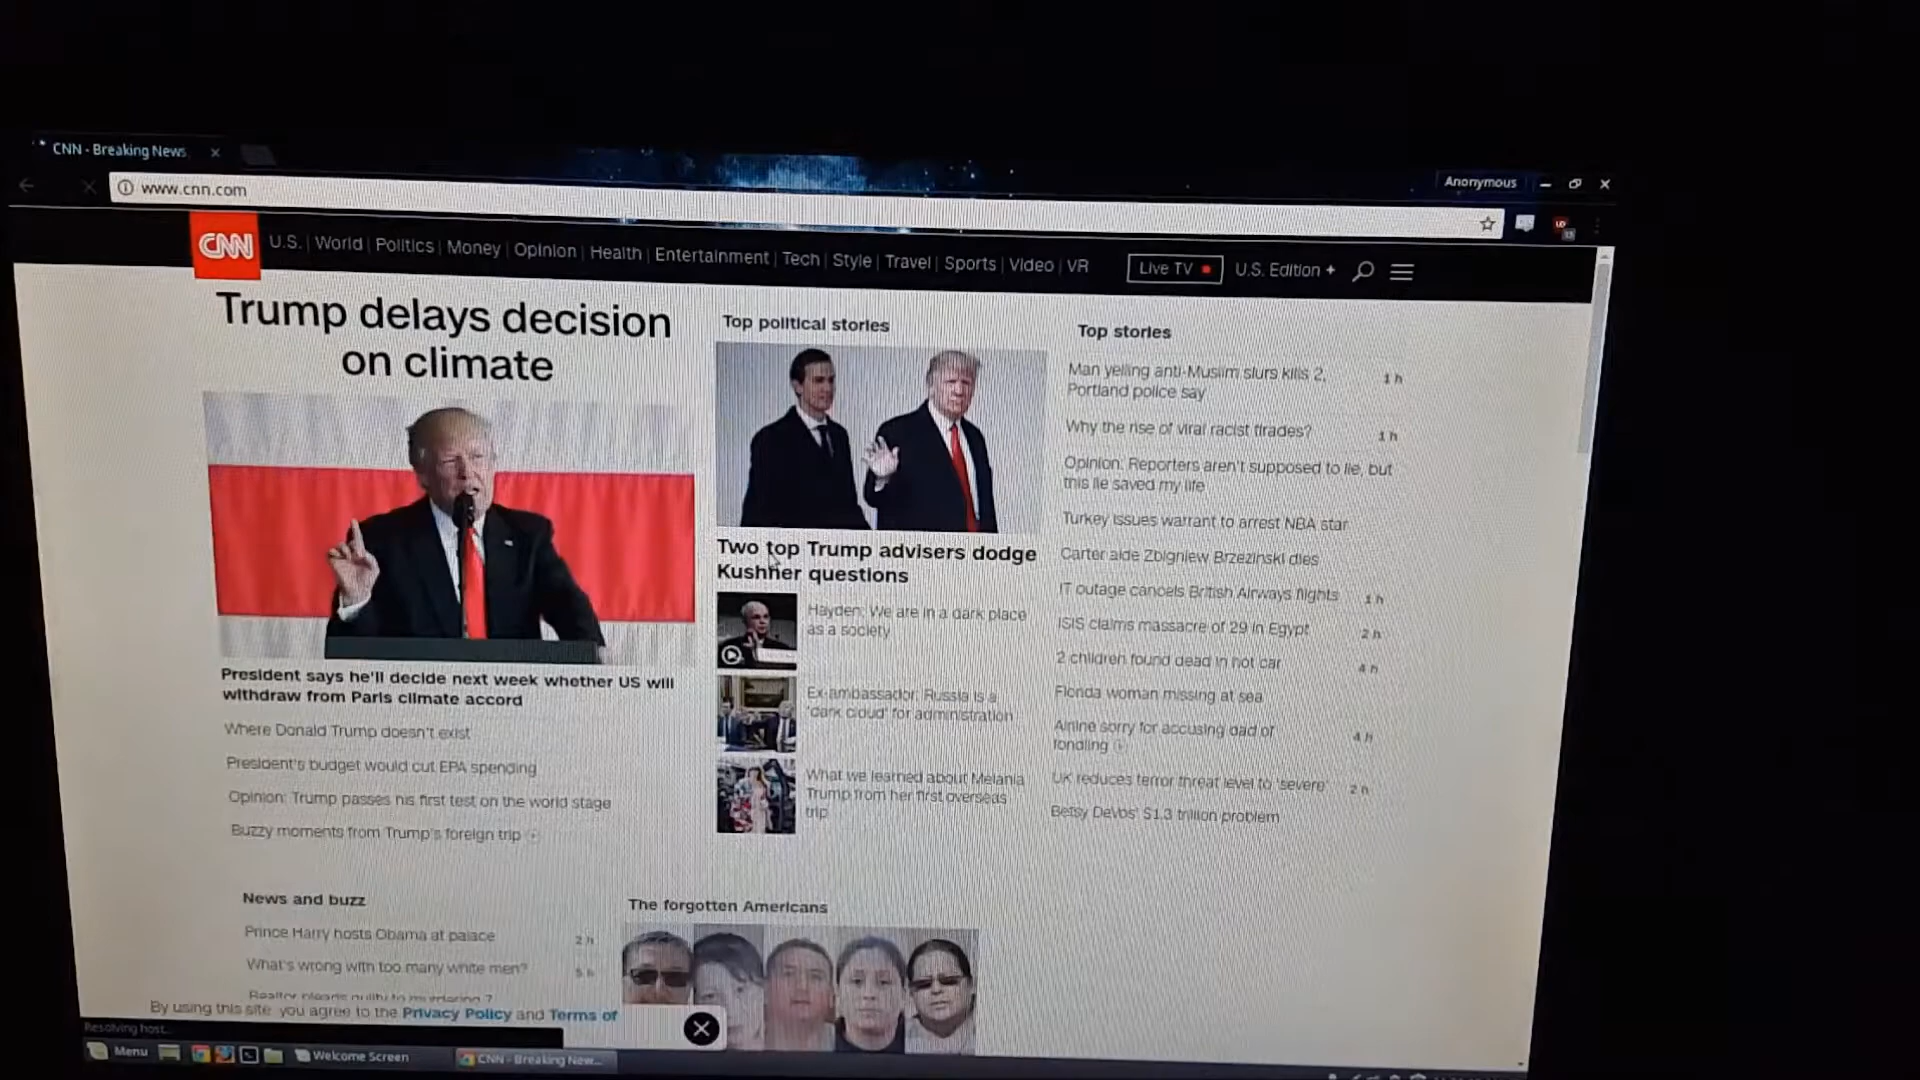 CNN - Breaking News
Anonymous
www.cnn.com
CNN
U.S. | World | Politics | Money | Opinion | Health | Entertainment | Tech | Style | Travel | Sports | Video | VR
Live TV
U.S. Edition +
Trump delays decision
on climate
President says he'll decide next week whether US will
withdraw from Paris climate accord
Where Donald Trump doesn't exist
President's budget would cut EPA spending
Opinion: Trump passes his first test on the world stage
Buzzy moments from Trump's foreign trip
Top political stories
Two top Trump advisers dodge
Kushner questions
Hayden: We are in a dark place
as a society
Ex-ambassador: Russia is a
'dark cloud' for administration
What we learned about Melania
Trump from her first overseas
trip
Top stories
Man yelling anti-Muslim slurs kills 2,
Portland police say
1 h
Why the rise of viral racist tirades?
1 h
Opinion: Reporters aren't supposed to lie, but
this lie saved my life
Turkey issues warrant to arrest NBA star
Carter aide Zbigniew Brzezinski dies
IT outage cancels British Airways flights
1 h
ISIS claims massacre of 29 in Egypt
2 h
2 children found dead in hot car
4 h
Florida woman missing at sea
Airline sorry for accusing dad of
fondling
4 h
UK reduces terror threat level to 'severe'
2 h
Betsy DeVos' $1.3 trillion problem
News and buzz
Prince Harry hosts Obama at palace
2 h
What's wrong with too many white men?
5 h
Realtor pleads guilty to murdering 7
The forgotten Americans
By using this site, you agree to the Privacy Policy and Terms of
Resolving host...
Menu
Welcome Screen
CNN - Breaking New...